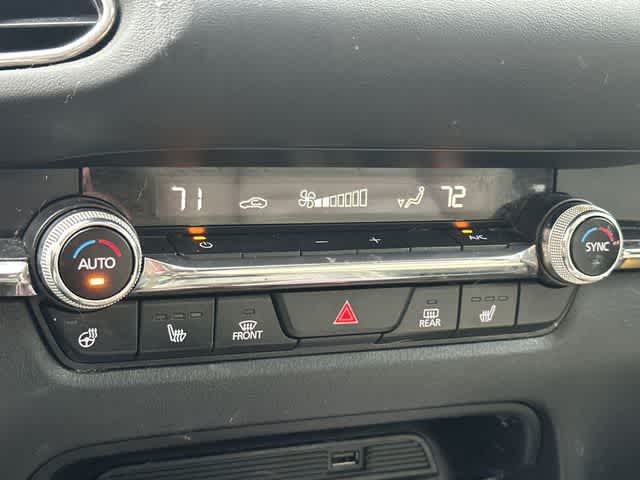 71 72
A/C
AUTO SYNC
FRONT REAR